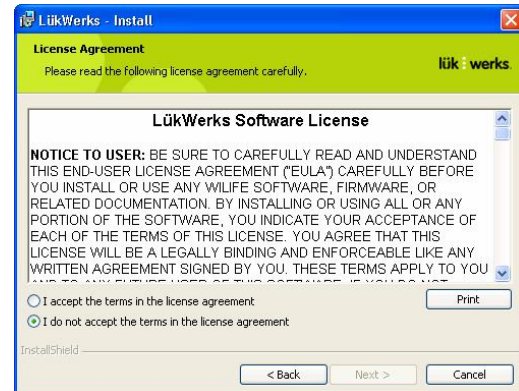 LükWerks - Install
License Agreement
Please read the following license agreement carefully.
lük werks.
LükWerks Software License
NOTICE TO USER: BE SURE TO CAREFULLY READ AND UNDERSTAND
THIS END-USER LICENSE AGREEMENT ("EULA") CAREFULLY BEFORE
YOU INSTALL OR USE ANY WILIFE SOFTWARE, FIRMWARE, OR
RELATED DOCUMENTATION. BY INSTALLING OR USING ALL OR ANY
PORTION OF THE SOFTWARE, YOU INDICATE YOUR ACCEPTANCE OF
EACH OF THE TERMS OF THIS LICENSE. YOU AGREE THAT THIS
LICENSE WILL BE A LEGALLY BINDING AND ENFORCEABLE LIKE ANY
WRITTEN AGREEMENT SIGNED BY YOU. THESE TERMS APPLY TO YOU
I accept the terms in the license agreement
Print
I do not accept the terms in the license agreement
InstallShield
< Back
Next >
Cancel